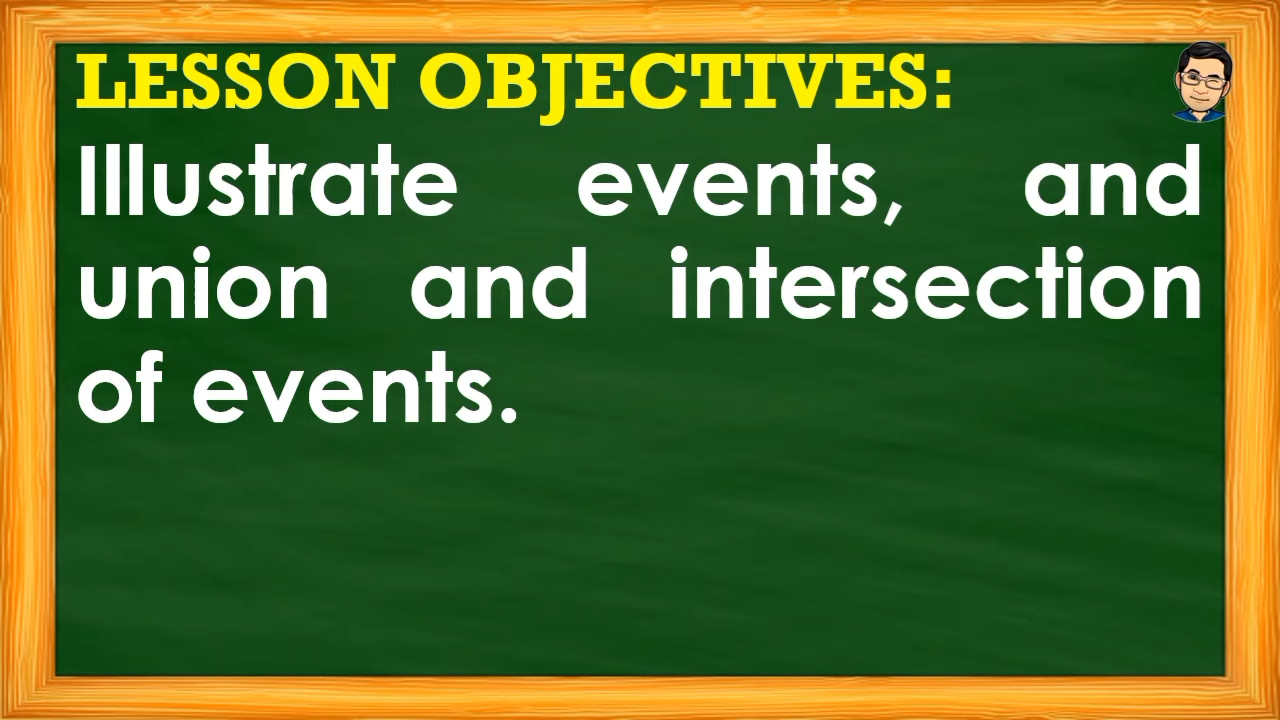 LESSON OBJECTIVES:
Illustrate events, and
union and intersection
of events.